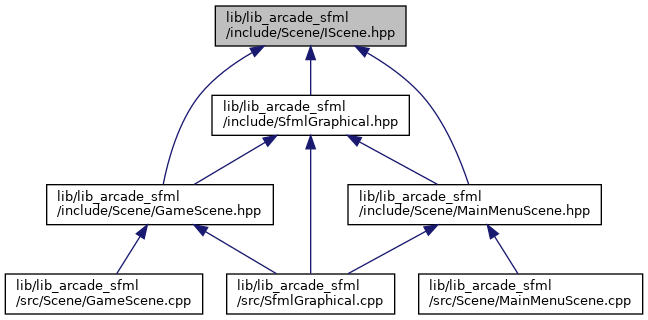 lib/lib_arcade_sfml
/include/Scene/IScene.hpp
lib/lib_arcade_sfml
/include/SfmlGraphical.hpp
lib/lib_arcade_sfml
/include/Scene/GameScene.hpp
lib/lib_arcade_sfml
/include/Scene/MainMenuScene.hpp
lib/lib_arcade_sfml
/src/Scene/GameScene.cpp
lib/lib_arcade_sfml
/src/SfmlGraphical.cpp
lib/lib_arcade_sfml
/src/Scene/MainMenuScene.cpp